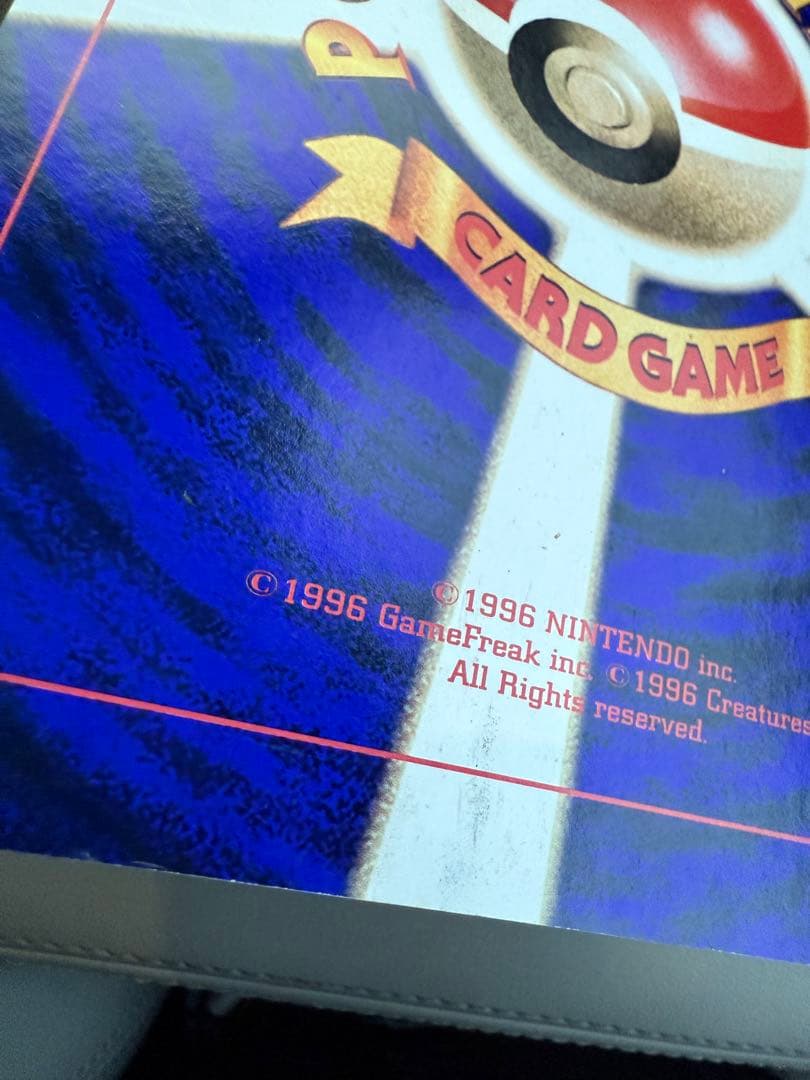 P
CARD GAME
©1996 NINTENDO inc.
©1996 GameFreak inc. ©1996 Creatures
All Rights reserved.